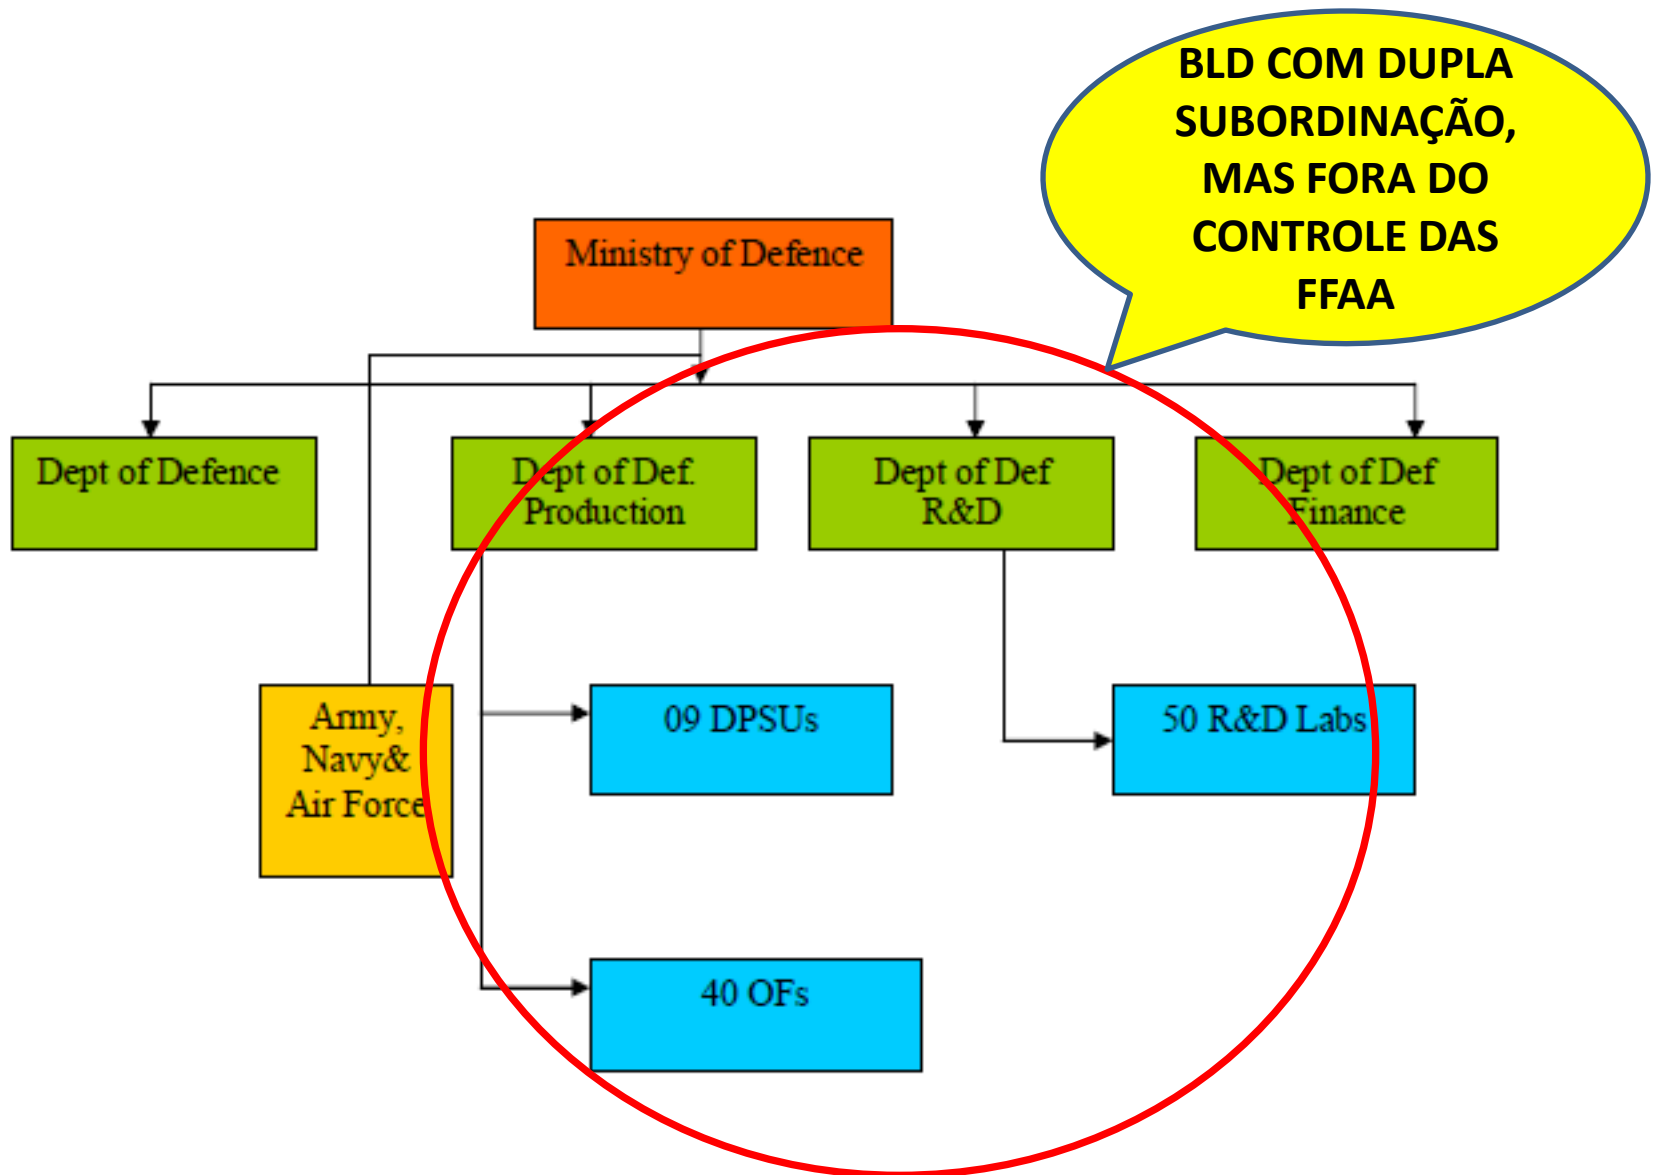 BLD COM DUPLA
SUBORDINAÇÃO,
MAS FORA DO
CONTROLE DAS
FFAA
Ministry of Defence
Dept of Defence
Dept of Def.
Production
Dept of Def
R&D
Dept of Def
Finance
Army,
Navy&
Air Force
09 DPSUs
50 R&D Labs
40 OFs